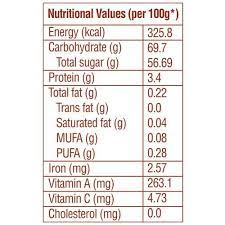 Nutritional Values (per 100g*)
Energy (kcal) 325.8
Carbohydrate (g) 69.7
Total sugar (g) 56.69
Protein (g) 3.4
Total fat (g) 0.22
Trans fat (g) 0.0
Saturated fat (g) 0.04
MUFA (g) 0.08
PUFA (g) 0.28
Iron (mg) 2.57
Vitamin A (mg) 263.1
Vitamin C (mg) 4.73
Cholesterol (mg) 0.0